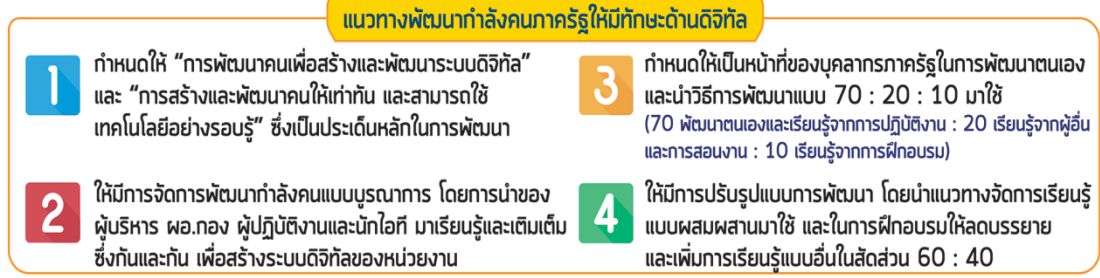 แนวทางพัฒนากำลังคนภาครัฐให้มีทักษะด้านดิจิทัล
1
กำหนดให้ “การพัฒนาคนเพื่อสร้างและพัฒนาระบบดิจิทัล”
และ “การสร้างและพัฒนาคนให้เท่าทัน และสามารถใช้
เทคโนโลยีอย่างรอบรู้” ซึ่งเป็นประเด็นหลักในการพัฒนา
2
ให้มีการจัดการพัฒนากำลังคนแบบบูรณาการ โดยการนำของ
ผู้บริหาร ผอ.กอง ผู้ปฏิบัติงานและนักไอที มาเรียนรู้และเติมเต็ม
ซึ่งกันและกัน เพื่อสร้างระบบดิจิทัลของหน่วยงาน
3
กำหนดให้เป็นหน้าที่ของบุคลากรภาครัฐในการพัฒนาตนเอง
และนำวิธีการพัฒนาแบบ 70 : 20 : 10 มาใช้
(70 พัฒนาตนเองและเรียนรู้จากการปฏิบัติงาน : 20 เรียนรู้จากผู้อื่น
และการสอนงาน : 10 เรียนรู้จากการฝึกอบรม)
4
ให้มีการปรับรูปแบบการพัฒนา โดยนำแนวทางจัดการเรียนรู้
แบบผสมผสานมาใช้ และในการฝึกอบรมให้ลดบรรยาย
และเพิ่มการเรียนรู้แบบอื่นในสัดส่วน 60 : 40